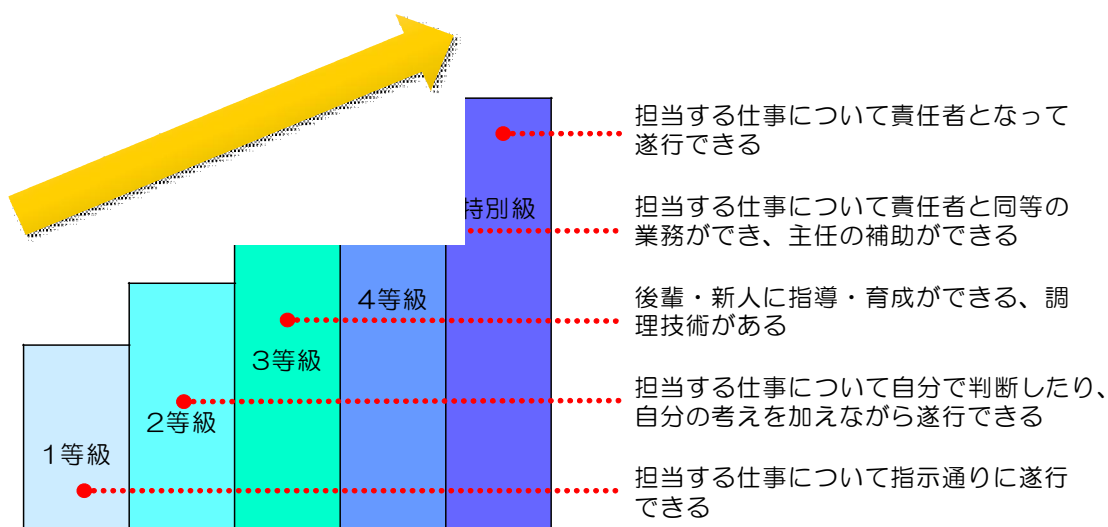 担当する仕事について責任者となって
遂行できる
特別級
担当する仕事について責任者と同等の
業務ができ、主任の補助ができる
4等級
後輩・新人に指導・育成ができる、調
理技術がある
3等級
担当する仕事について自分で判断したり、
自分の考えを加えながら遂行できる
2等級
1等級
担当する仕事について指示通りに遂行
できる